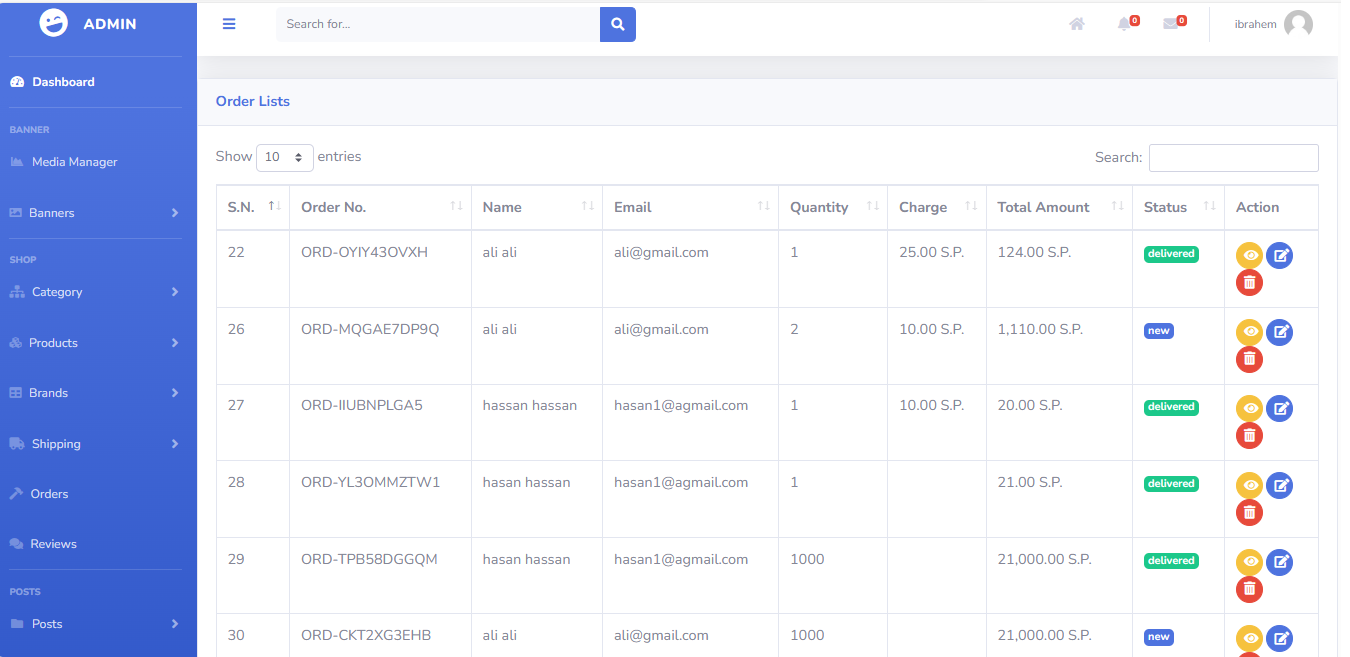 ADMIN
Search for...
0
0
ibrahem
Dashboard
BANNER
Media Manager
Banners
SHOP
Category
Products
Brands
Shipping
Orders
Reviews
POSTS
Posts
Order Lists
Show 10 entries
Search:
S.N. Order No. Name Email Quantity Charge Total Amount Status Action
22 ORD-OYIY43OVXH ali ali ali@gmail.com 1 25.00 S.P. 124.00 S.P. delivered
26 ORD-MQGAE7DP9Q ali ali ali@gmail.com 2 10.00 S.P. 1,110.00 S.P. new
27 ORD-IIUBNPLGA5 hassan hassan hasan1@agmail.com 1 10.00 S.P. 20.00 S.P. delivered
28 ORD-YL3OMMZTW1 hasan hassan hasan1@agmail.com 1 21.00 S.P. delivered
29 ORD-TPB58DGGQM hasan hassan hasan1@agmail.com 1000 21,000.00 S.P. delivered
30 ORD-CKT2XG3EHB ali ali ali@gmail.com 1000 21,000.00 S.P. new